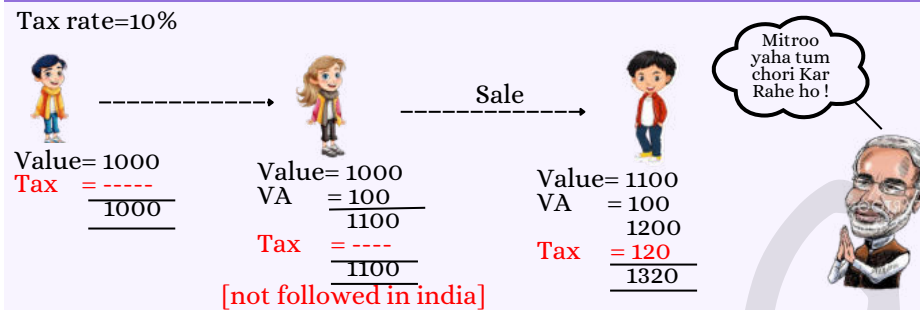 Tax rate=10%
Mitroo
yaha tum
chori Kar
Rahe ho !
Sale
Value= 1000
Tax = -----
1000
Value= 1000
VA = 100
1100
Tax = ----
1100
[not followed in india]
Value= 1100
VA = 100
1200
Tax = 120
1320